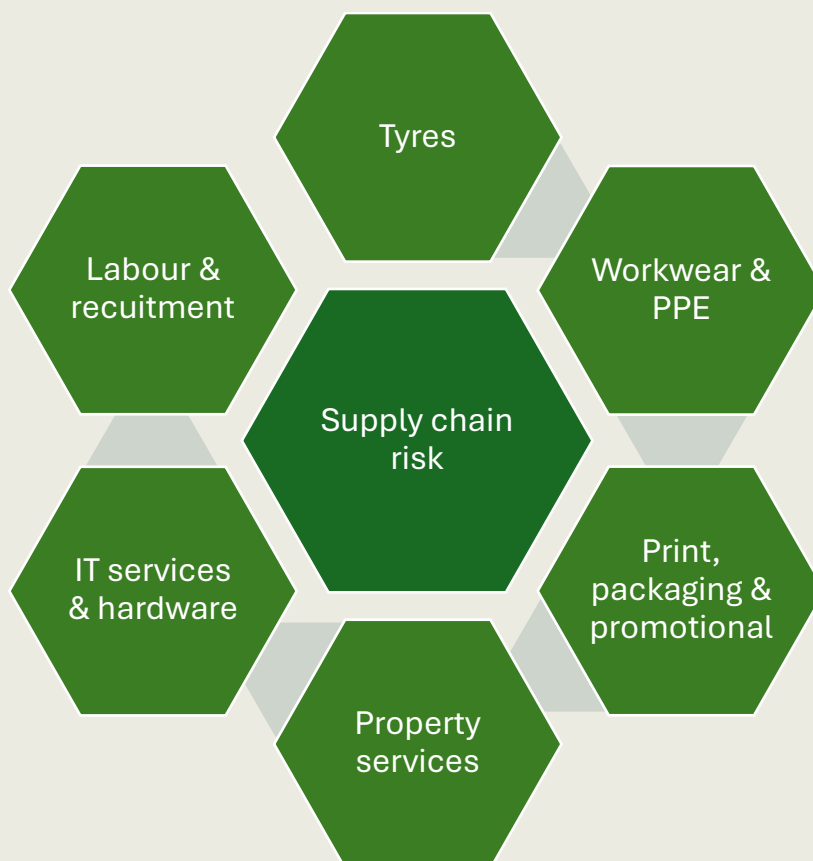 Tyres
Workwear &
PPE
Print,
packaging &
promotional
Property
services
IT services
& hardware
Labour &
recuitment
Supply chain
risk